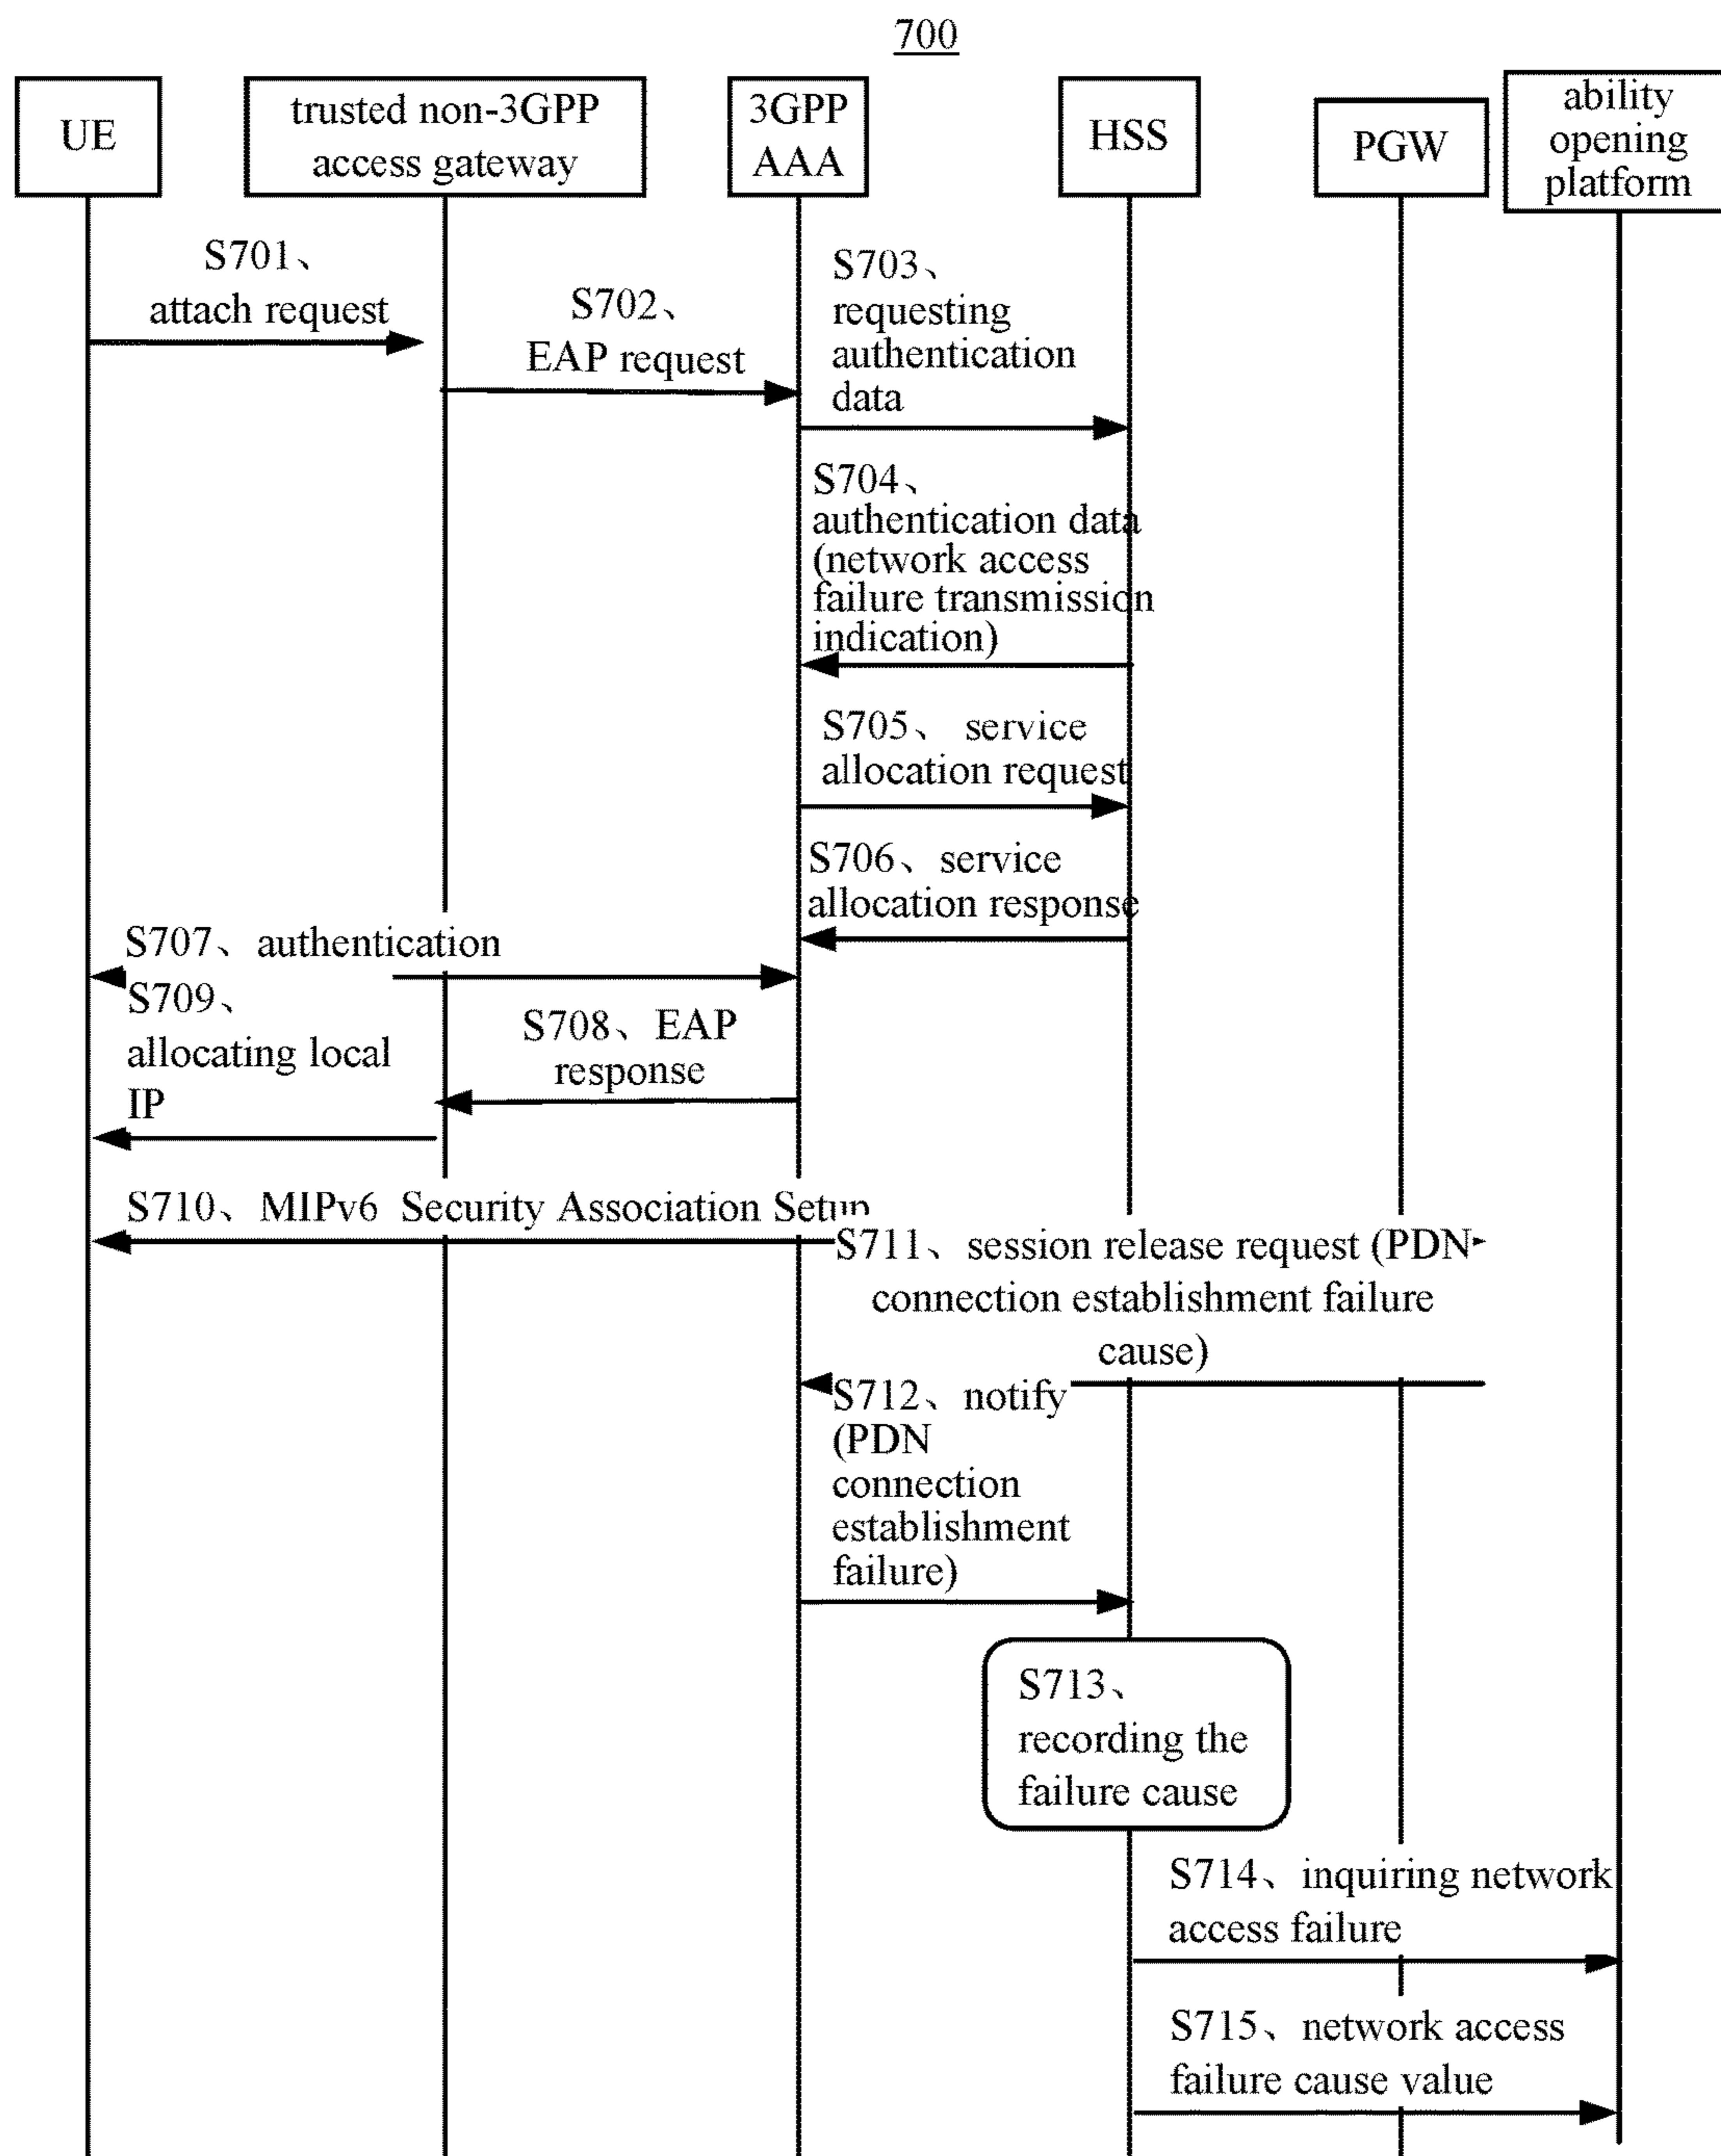 700
UE
trusted non-3GPP
access gateway
3GPP
AAA
HSS
PGW
ability
opening
platform
S701、
attach request
S702、
EAP request
S703、
requesting
authentication
data
S704、
authentication data
(network access
failure transmission
indication)
S705、 service
allocation request
S706、service
allocation response
S707、authentication
S708、EAP
response
S709、
allocating local
IP
S710、MIPv6 Security Association Setup
S711、session release request (PDN
connection establishment failure
cause)
S712、notify
(PDN
connection
establishment
failure)
S713、
recording the
failure cause
S714、inquiring network
access failure
S715、network access
failure cause value